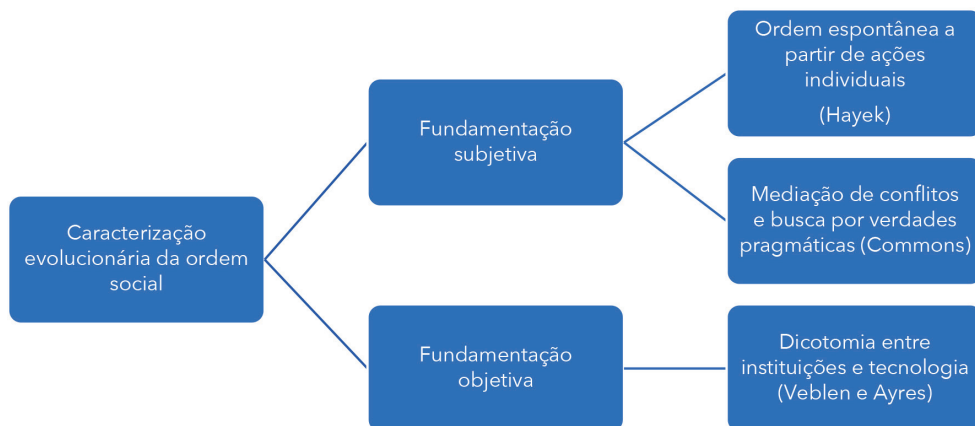 Caracterização
evolucionária da ordem
social
Fundamentação
subjetiva
Ordem espontânea a
partir de ações
individuais
(Hayek)
Mediação de conflitos
e busca por verdades
pragmáticas (Commons)
Fundamentação
objetiva
Dicotomia entre
instituições e tecnologia
(Veblen e Ayres)